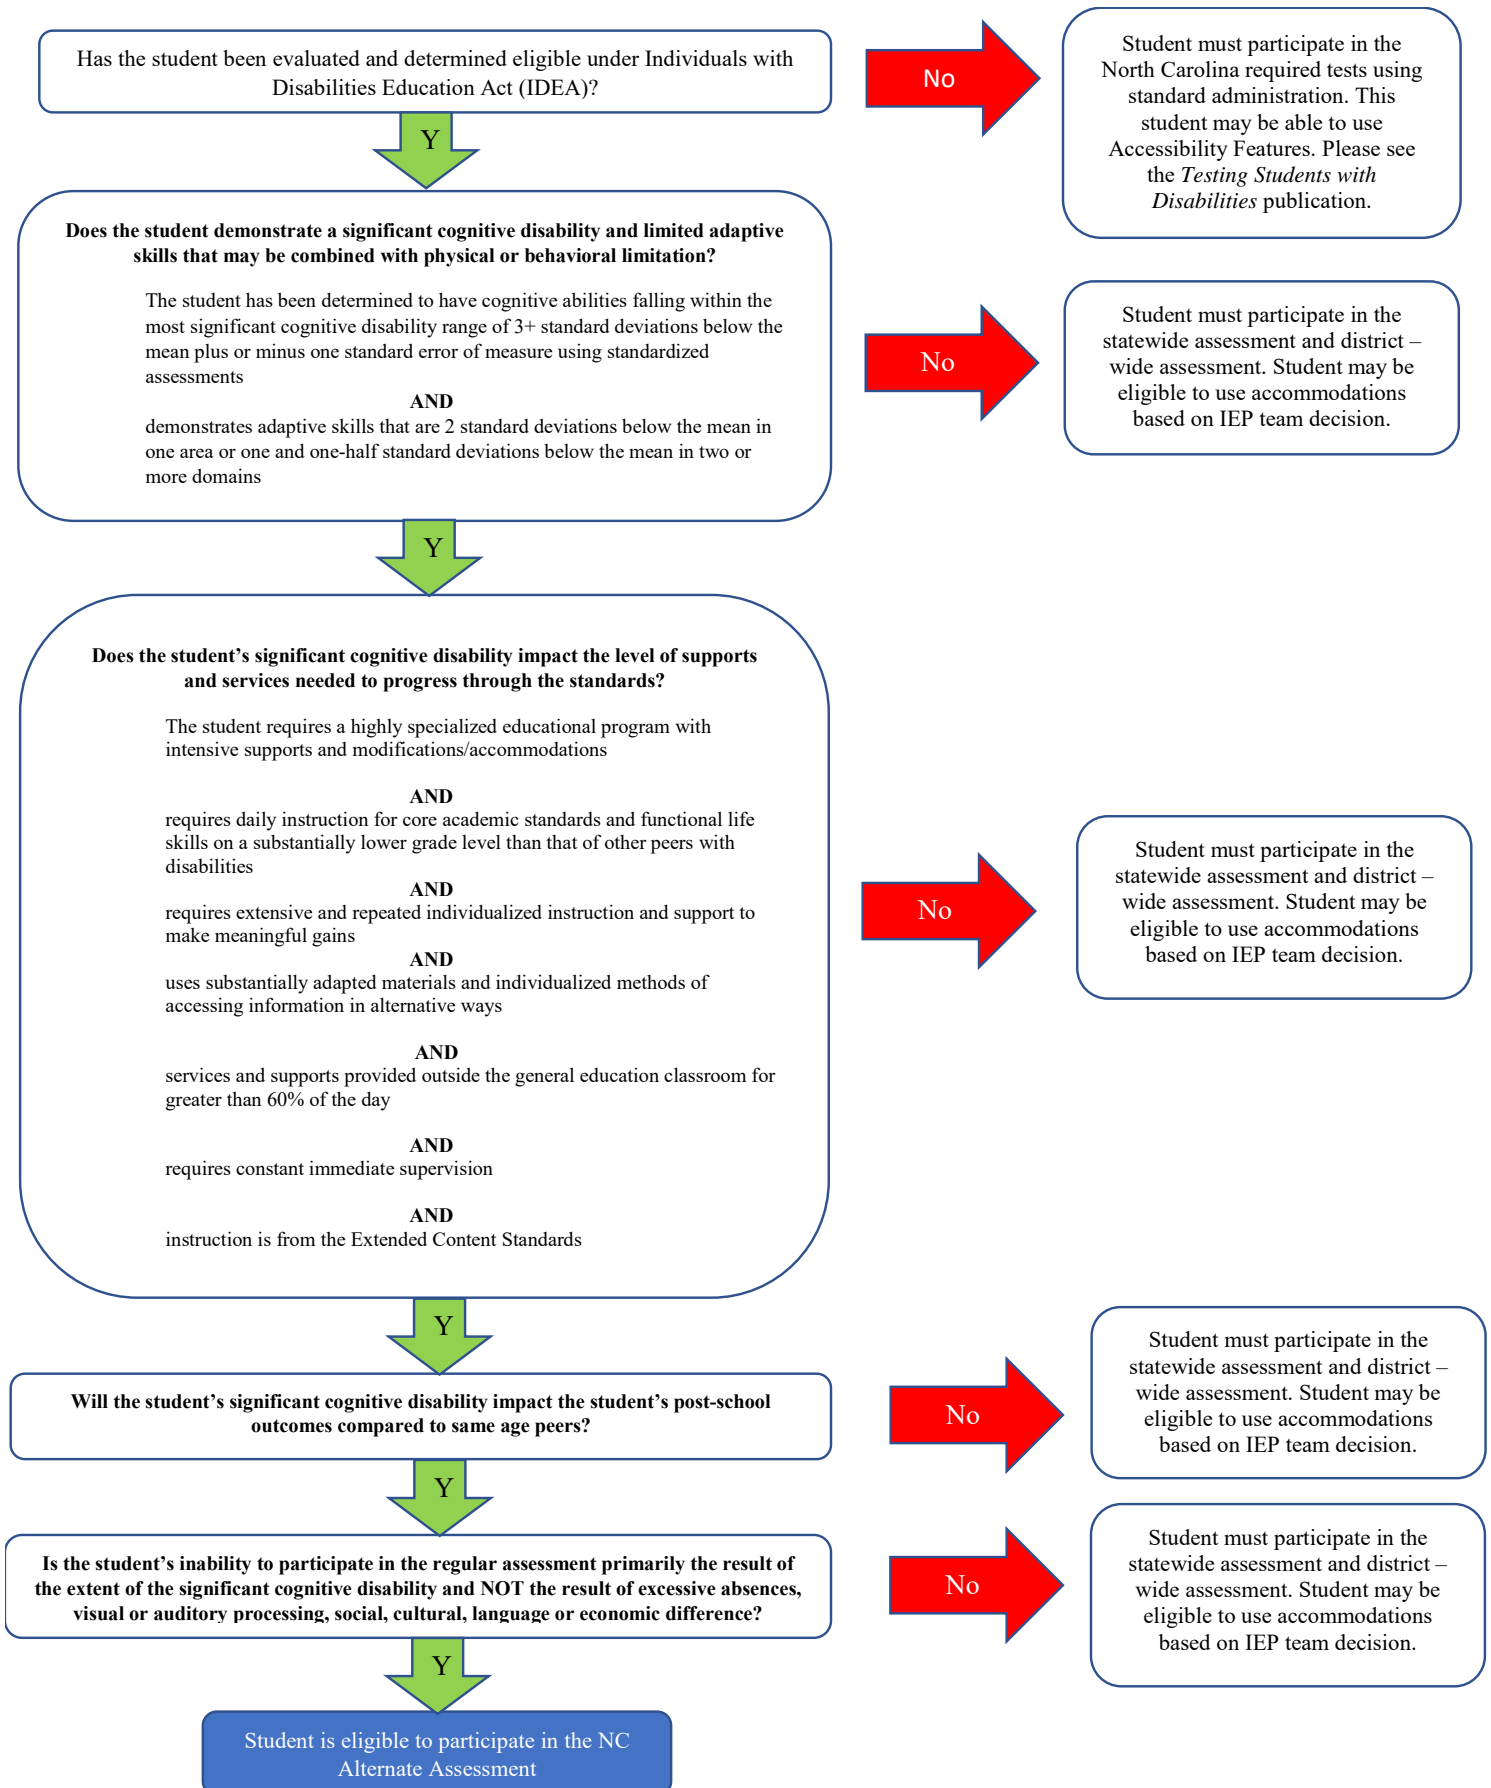 Has the student been evaluated and determined eligible under Individuals with
Disabilities Education Act (IDEA)?
No
Student must participate in the
North Carolina required tests using
standard administration. This
student may be able to use
Accessibility Features. Please see
the Testing Students with
Disabilities publication.
Y
Does the student demonstrate a significant cognitive disability and limited adaptive
skills that may be combined with physical or behavioral limitation?
The student has been determined to have cognitive abilities falling within the
most significant cognitive disability range of 3+ standard deviations below the
mean plus or minus one standard error of measure using standardized
assessments
AND
demonstrates adaptive skills that are 2 standard deviations below the mean in
one area or one and one-half standard deviations below the mean in two or
more domains
No
Student must participate in the
statewide assessment and district –
wide assessment. Student may be
eligible to use accommodations
based on IEP team decision.
Y
Does the student’s significant cognitive disability impact the level of supports
and services needed to progress through the standards?
The student requires a highly specialized educational program with
intensive supports and modifications/accommodations
AND
requires daily instruction for core academic standards and functional life
skills on a substantially lower grade level than that of other peers with
disabilities
AND
requires extensive and repeated individualized instruction and support to
make meaningful gains
AND
uses substantially adapted materials and individualized methods of
accessing information in alternative ways
AND
services and supports provided outside the general education classroom for
greater than 60% of the day
AND
requires constant immediate supervision
AND
instruction is from the Extended Content Standards
No
Student must participate in the
statewide assessment and district –
wide assessment. Student may be
eligible to use accommodations
based on IEP team decision.
Y
Will the student’s significant cognitive disability impact the student’s post-school
outcomes compared to same age peers?
No
Student must participate in the
statewide assessment and district –
wide assessment. Student may be
eligible to use accommodations
based on IEP team decision.
Y
Is the student’s inability to participate in the regular assessment primarily the result of
the extent of the significant cognitive disability and NOT the result of excessive absences,
visual or auditory processing, social, cultural, language or economic difference?
No
Student must participate in the
statewide assessment and district –
wide assessment. Student may be
eligible to use accommodations
based on IEP team decision.
Y
Student is eligible to participate in the NC
Alternate Assessment